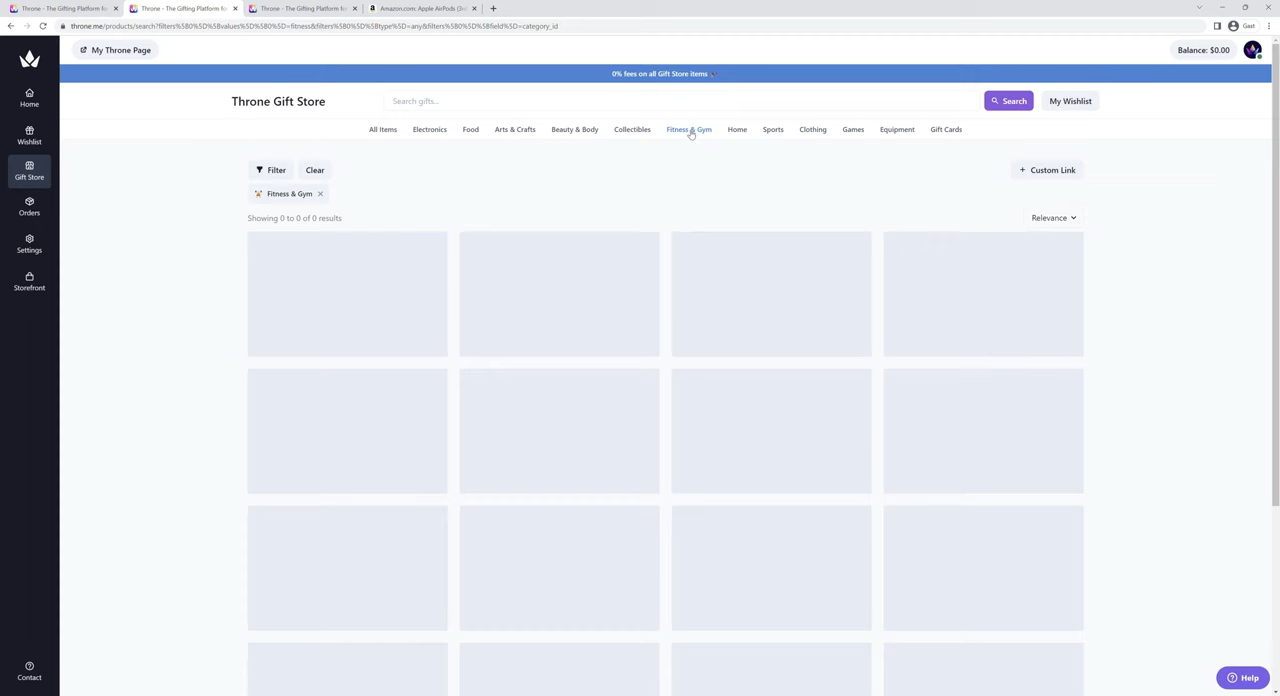 Throne - The Gifting Platform fo
Throne - The Gifting Platform for
Throne - The Gifting Platform fo
Amazon.com: Apple AirPods (3rd
throne.me/products/search?filters%5B0%5D%5Bvalues%5D%5B0%5D=fitness&filters%5B0%5D%5Btype%5D=any&filters%5B0%5D%5Bfield%5D=category_id
Gast
My Throne Page
Balance: $0.00
0% fees on all Gift Store items
Throne Gift Store
Search gifts...
Search
My Wishlist
All Items
Electronics
Food
Arts & Crafts
Beauty & Body
Collectibles
Fitness & Gym
Home
Sports
Clothing
Games
Equipment
Gift Cards
Home
Wishlist
Gift Store
Orders
Settings
Storefront
Contact
Filter
Clear
Custom Link
Fitness & Gym
Showing 0 to 0 of 0 results
Relevance
Help